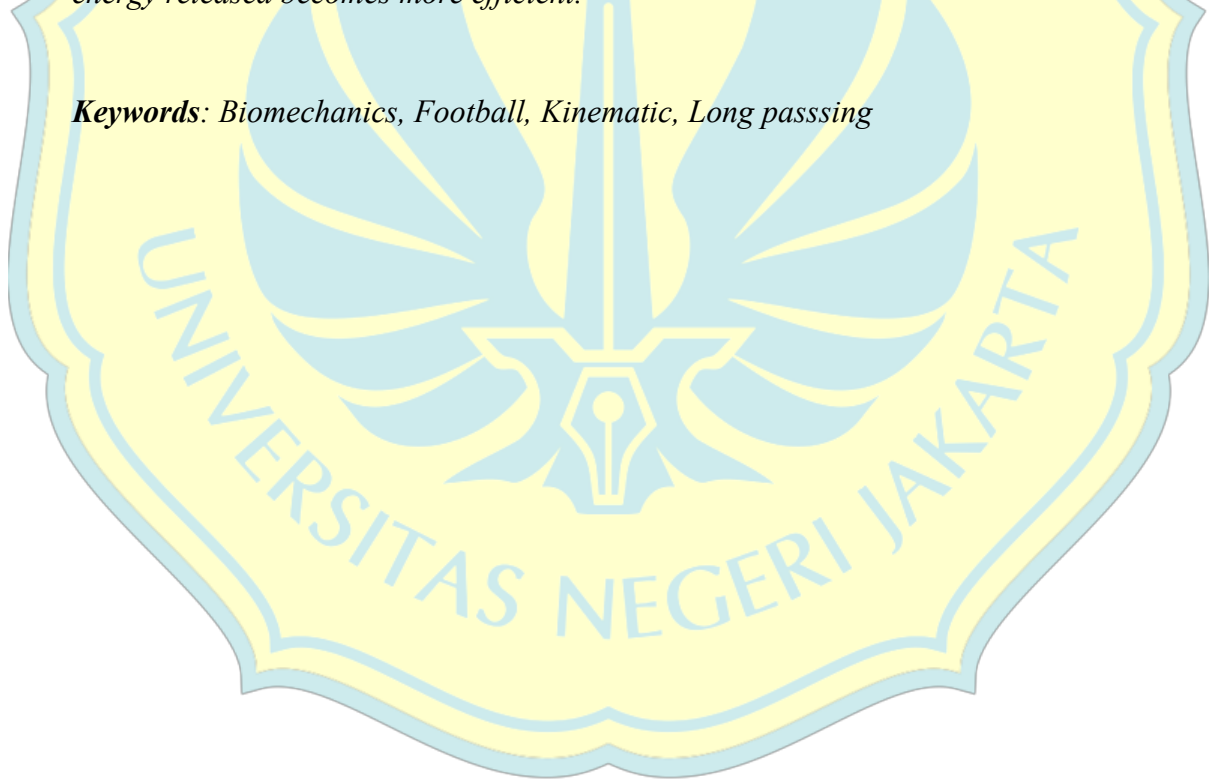 energy released becomes more efficient.
Keywords: Biomechanics, Football, Kinematic, Long passsing
UNIVERSITAS NEGERI JAKARTA